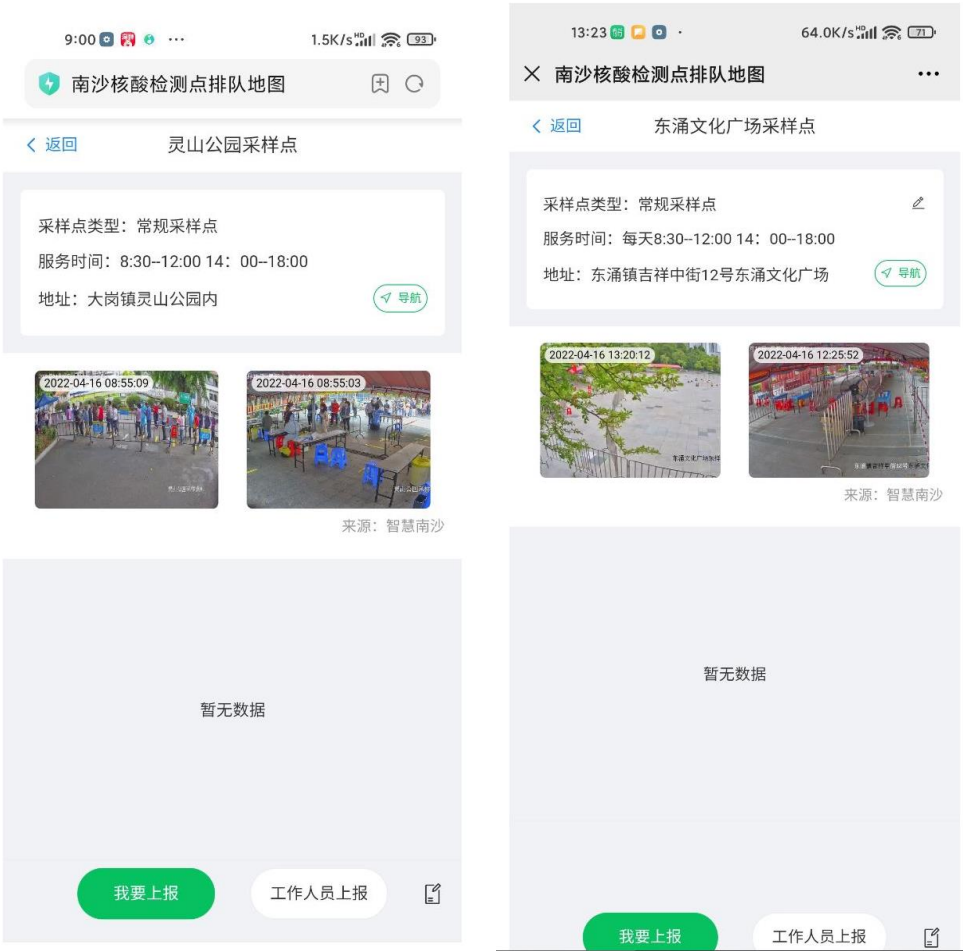 9:00
1.5K/s
93
南沙核酸检测点排队地图
返回
灵山公园采样点
采样点类型：常规采样点
服务时间：8:30--12:00 14：00--18:00
地址：大岗镇灵山公园内
导航
2022-04-16 08:55:09
2022-04-16 08:55:03
来源：智慧南沙
暂无数据
我要上报
工作人员上报
13:23
64.0K/s
71
南沙核酸检测点排队地图
返回
东涌文化广场采样点
采样点类型：常规采样点
服务时间：每天8:30--12:00 14：00--18:00
地址：东涌镇吉祥中街12号东涌文化广场
导航
2022-04-16 13:20:12
2022-04-16 12:25:52
来源：智慧南沙
暂无数据
我要上报
工作人员上报